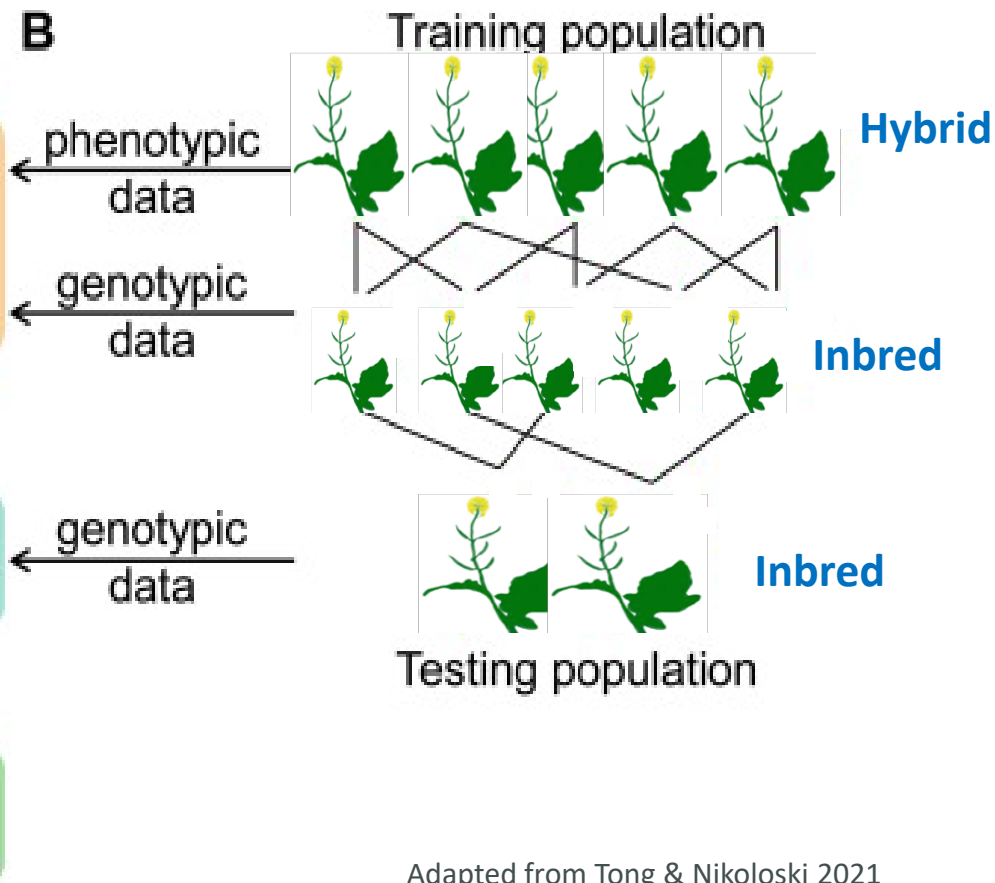 B
Training population
Hybrid
phenotypic
data
genotypic
data
Inbred
genotypic
data
Inbred
Testing population
Adapted from Tong & Nikoloski 2021